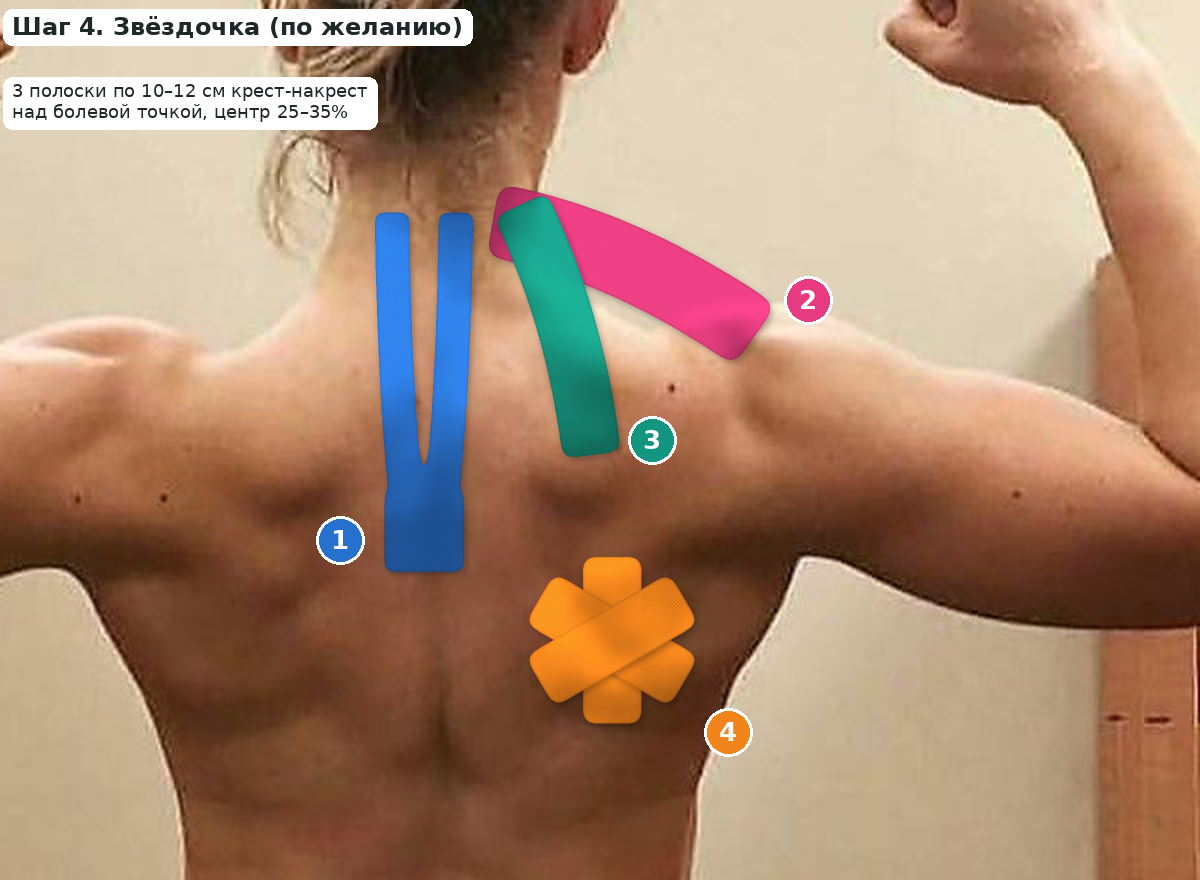 Шаг 4. Звёздочка (по желанию)
3 полоски по 10–12 см крест-накрест
над болевой точкой, центр 25–35%
2
3
1
4